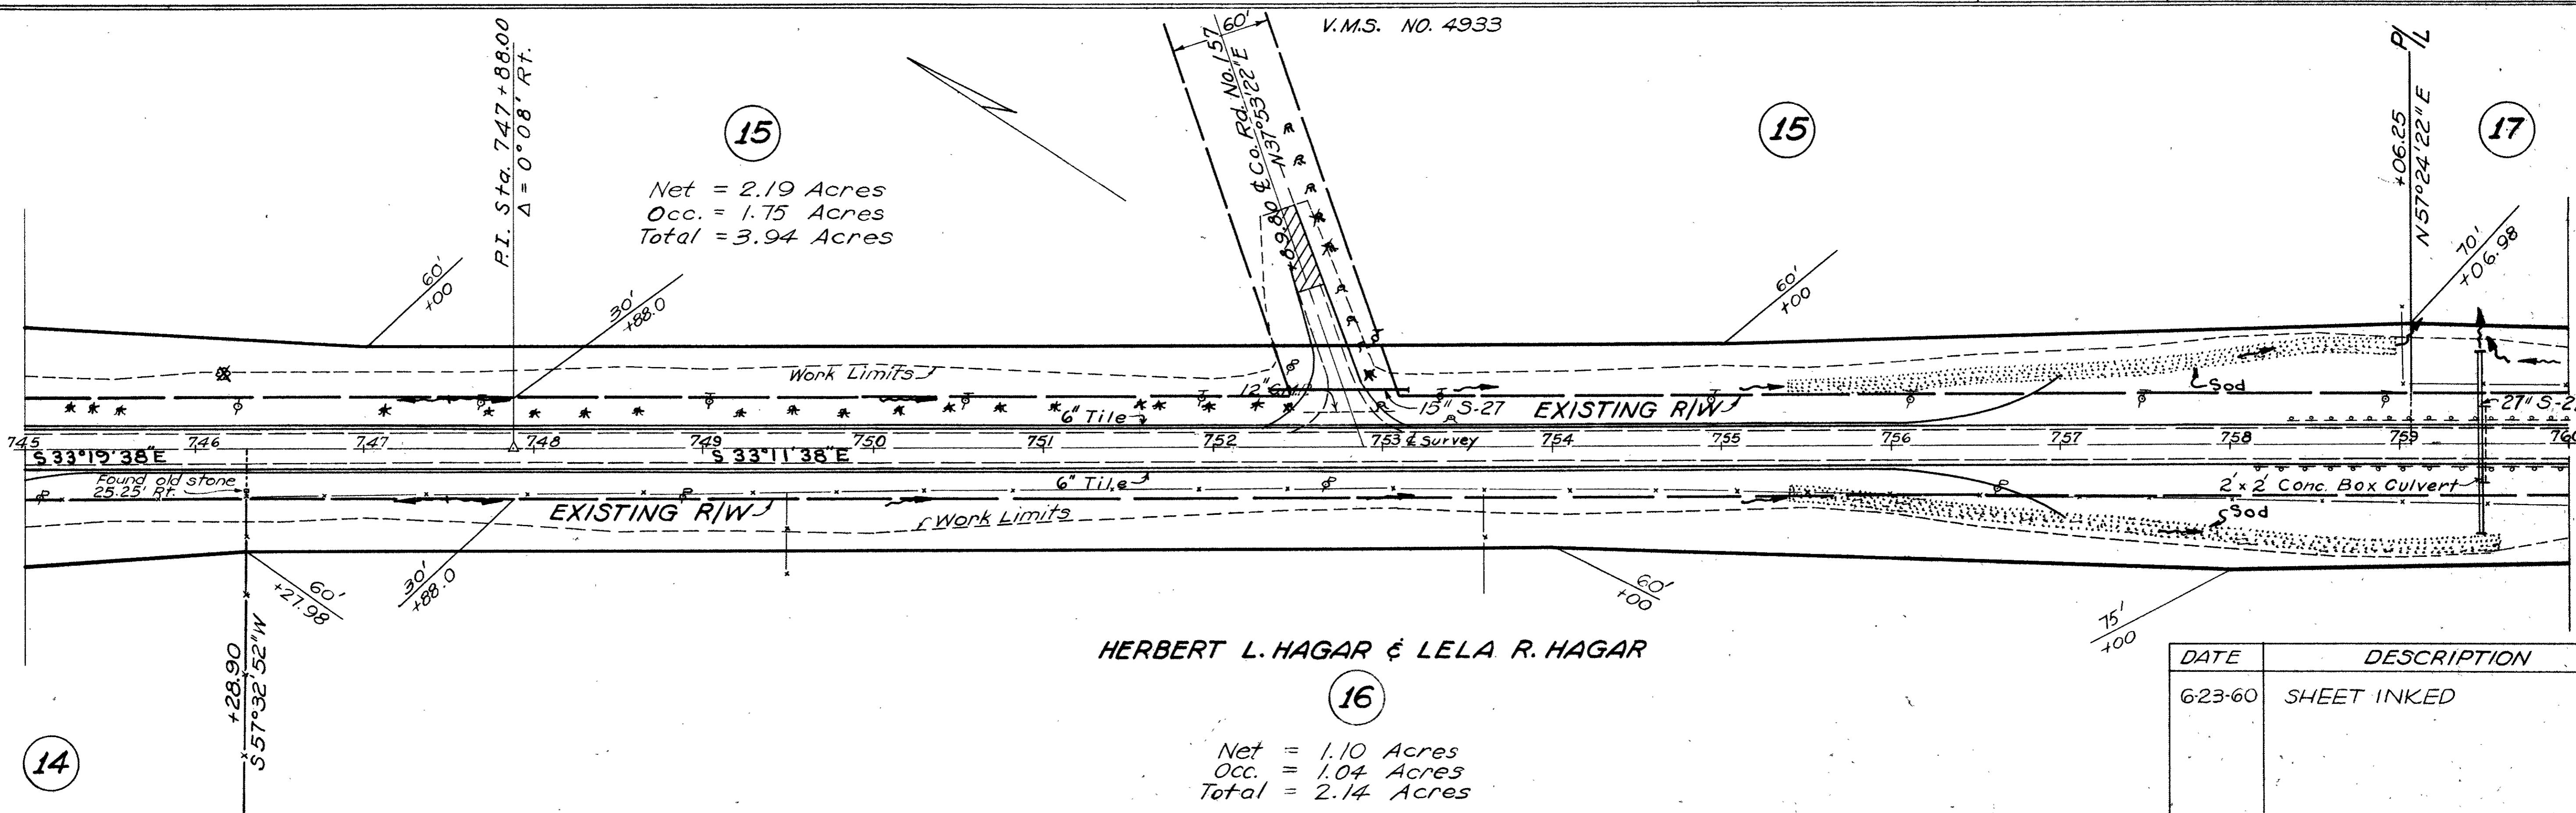 V.M.S. NO. 4933
P.I. Sta. 747+88.00
Δ = 0°08' Rt.
15
Net = 2.19 Acres
Occ. = 1.75 Acres
Total = 3.94 Acres
60'
+89.80 ℄ Co. Rd. No. 157
N37°53'22"E
15
P/L
+06.25
N57°24'22"E
17
70'
+06.98
60'
+00
30'
+88.0
60'
+00
Work Limits
Sod
12" C.M.P.
15" S-27
EXISTING R/W
27" S-2
6" Tile
745 746 747 748 749 750 751 752 753 ℄ Survey 754 755 756 757 758 759 760
S 33°19'38"E
S 33°11'38"E
Found old stone
25.25' Rt.
6" Tile
2' x 2' Conc. Box Culvert
EXISTING R/W
Work Limits
Sod
60'
+27.98
30'
+88.0
60'
+00
75'
+00
+28.90
S 57°32'52"W
HERBERT L. HAGAR & LELA R. HAGAR
16
Net = 1.10 Acres
Occ. = 1.04 Acres
Total = 2.14 Acres
14
DATE DESCRIPTION
6-23-60 SHEET INKED